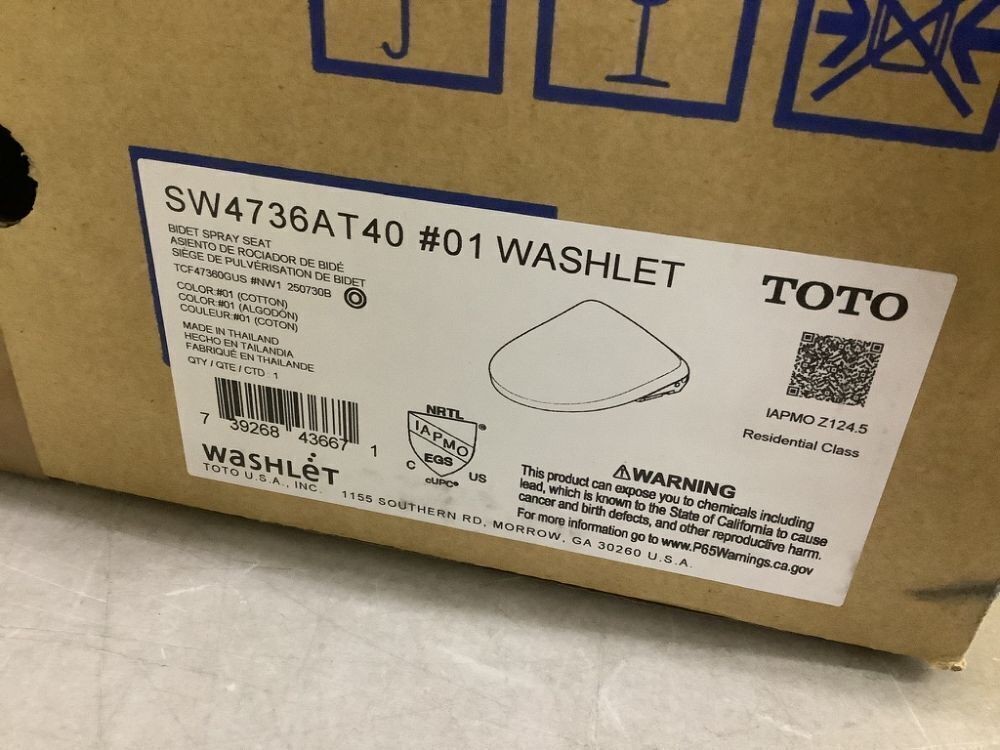 SW4736AT40 #01 WASHLET
BIDET SPRAY SEAT
ASIENTO DE ROCIADOR DE BIDÉ
SIÈGE DE PULVÉRISATION DE BIDET
TCF47360GUS #NW1 250730B
COLOR:#01 (COTTON)
COLOR:#01 (ALGODÓN)
COULEUR:#01 (COTON)
MADE IN THAILAND
HECHO EN TAILANDIA
FABRIQUÉ EN THAILANDE
QTY / QTE / CTD : 1
7 39268 43667 1
WASHLET
TOTO U.S.A., INC. 1155 SOUTHERN RD, MORROW, GA 30260 U.S.A.
NRTL
IAPMO
EGS
C US
cUPC®
TOTO
IAPMO Z124.5
Residential Class
⚠WARNING
This product can expose you to chemicals including
lead, which is known to the State of California to cause
cancer and birth defects, and other reproductive harm.
For more information go to www.P65Warnings.ca.gov